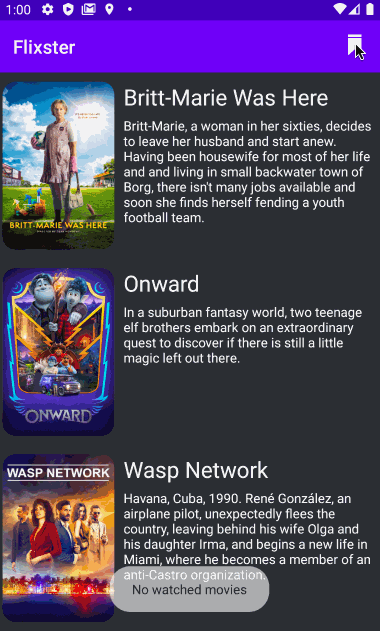 1:00
Flixster
Britt-Marie Was Here
Britt-Marie, a woman in her sixties, decides
to leave her husband and start anew.
Having been housewife for most of her life
and and living in small backwater town of
Borg, there isn't many jobs available and
soon she finds herself fending a youth
football team.
BRITT-MARIE WAS HERE
Onward
In a suburban fantasy world, two teenage
elf brothers embark on an extraordinary
quest to discover if there is still a little
magic left out there.
ONWARD
Wasp Network
WASP NETWORK
Havana, Cuba, 1990. René González, an
airplane pilot, unexpectedly flees the
country, leaving behind his wife Olga and
his daughter Irma, and begins a new life in
Miami, where he becomes a member of an
anti-Castro organization.
No watched movies